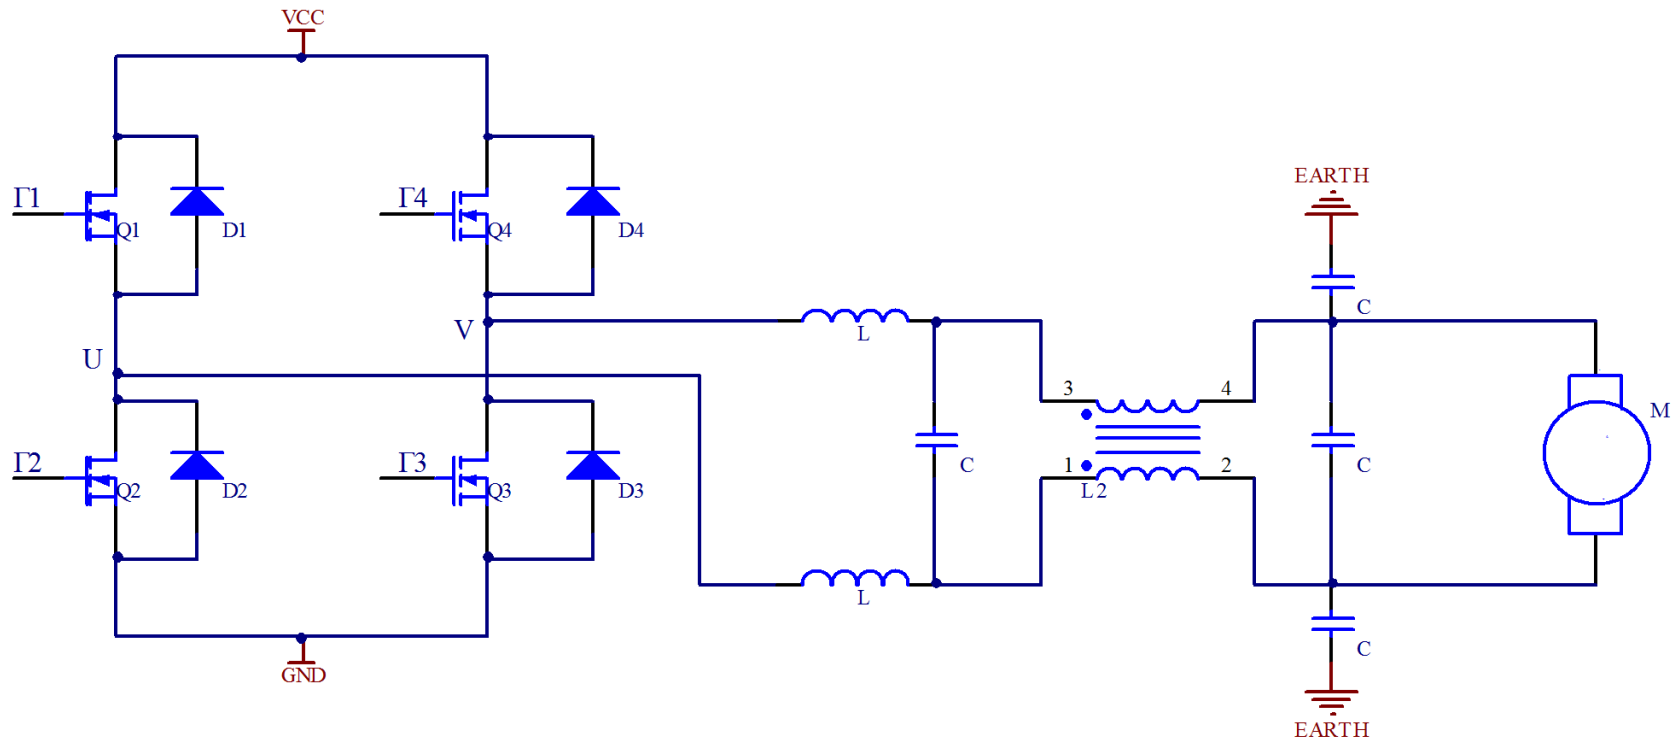 VCC
EARTH
Γ1
Γ4
Q1
D1
Q4
D4
C
V
L
U
3
4
M
Γ2
Γ3
C
C
1
2
Q2
D2
Q3
D3
L2
L
C
GND
EARTH